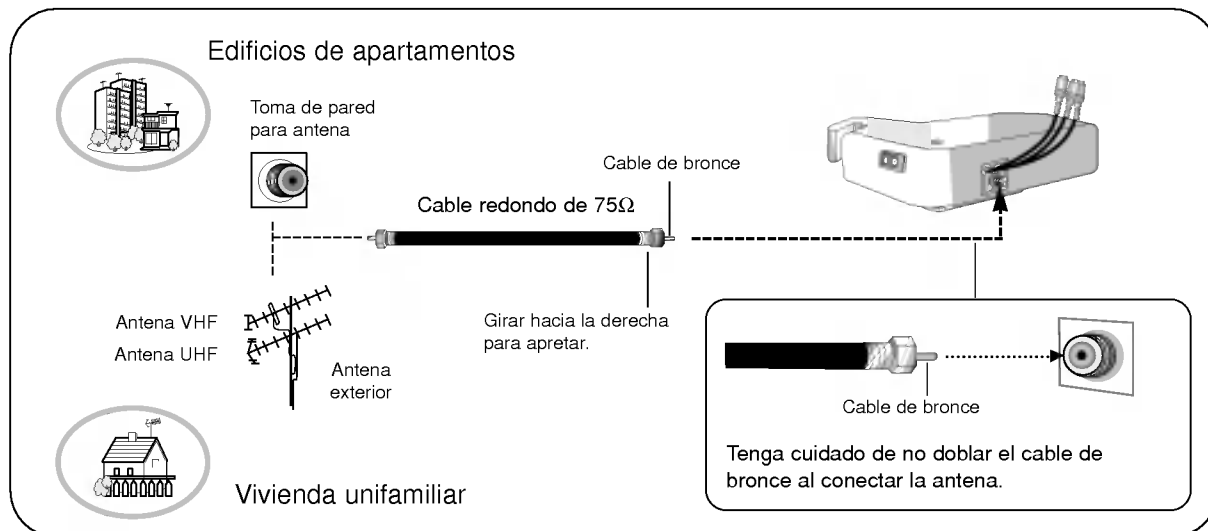 Edificios de apartamentos
Toma de pared
para antena
Cable de bronce
Cable redondo de 75Ω
Antena VHF
Antena UHF
Antena
exterior
Girar hacia la derecha
para apretar.
Cable de bronce
Tenga cuidado de no doblar el cable de
bronce al conectar la antena.
Vivienda unifamiliar